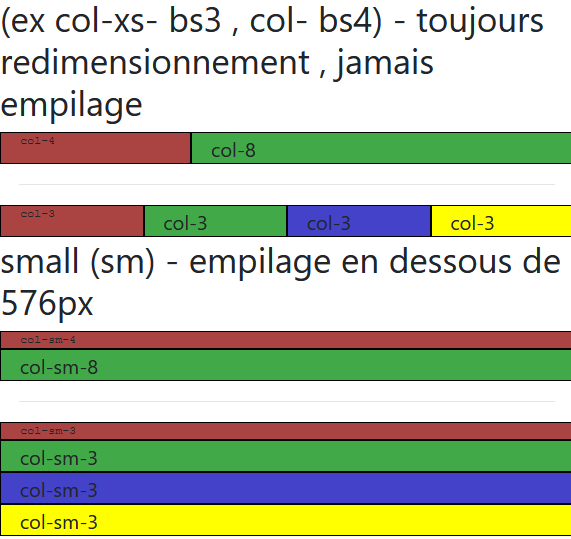 (ex col-xs- bs3 , col- bs4) - toujours
redimensionnement , jamais
empilage
col-4 col-8
col-3 col-3 col-3 col-3
small (sm) - empilage en dessous de
576px
col-sm-4
col-sm-8
col-sm-3
col-sm-3
col-sm-3
col-sm-3